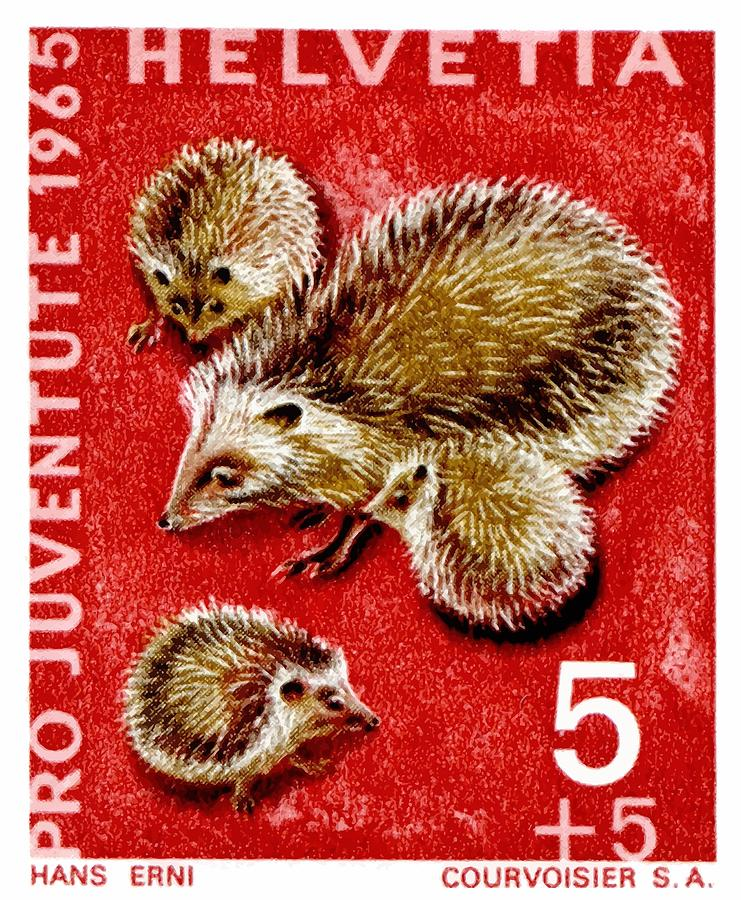 HELVETIA
PRO JUVENTUTE 1965
5
+5
HANS ERNI
COURVOISIER S.A.